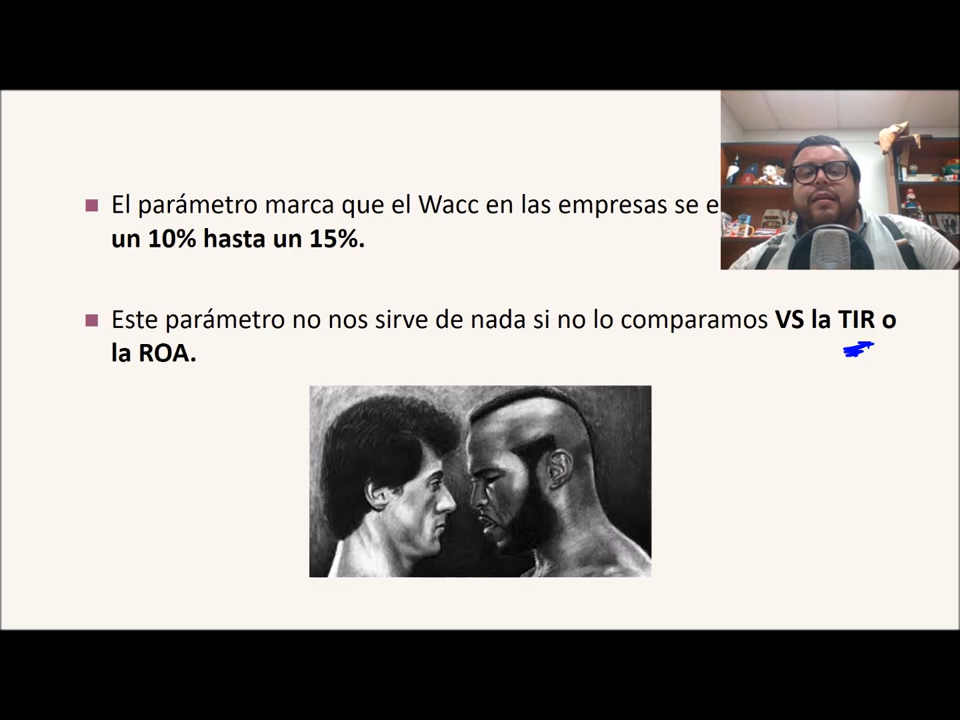 El parámetro marca que el Wacc en las empresas se e
un 10% hasta un 15%.
Este parámetro no nos sirve de nada si no lo comparamos VS la TIR o
la ROA.